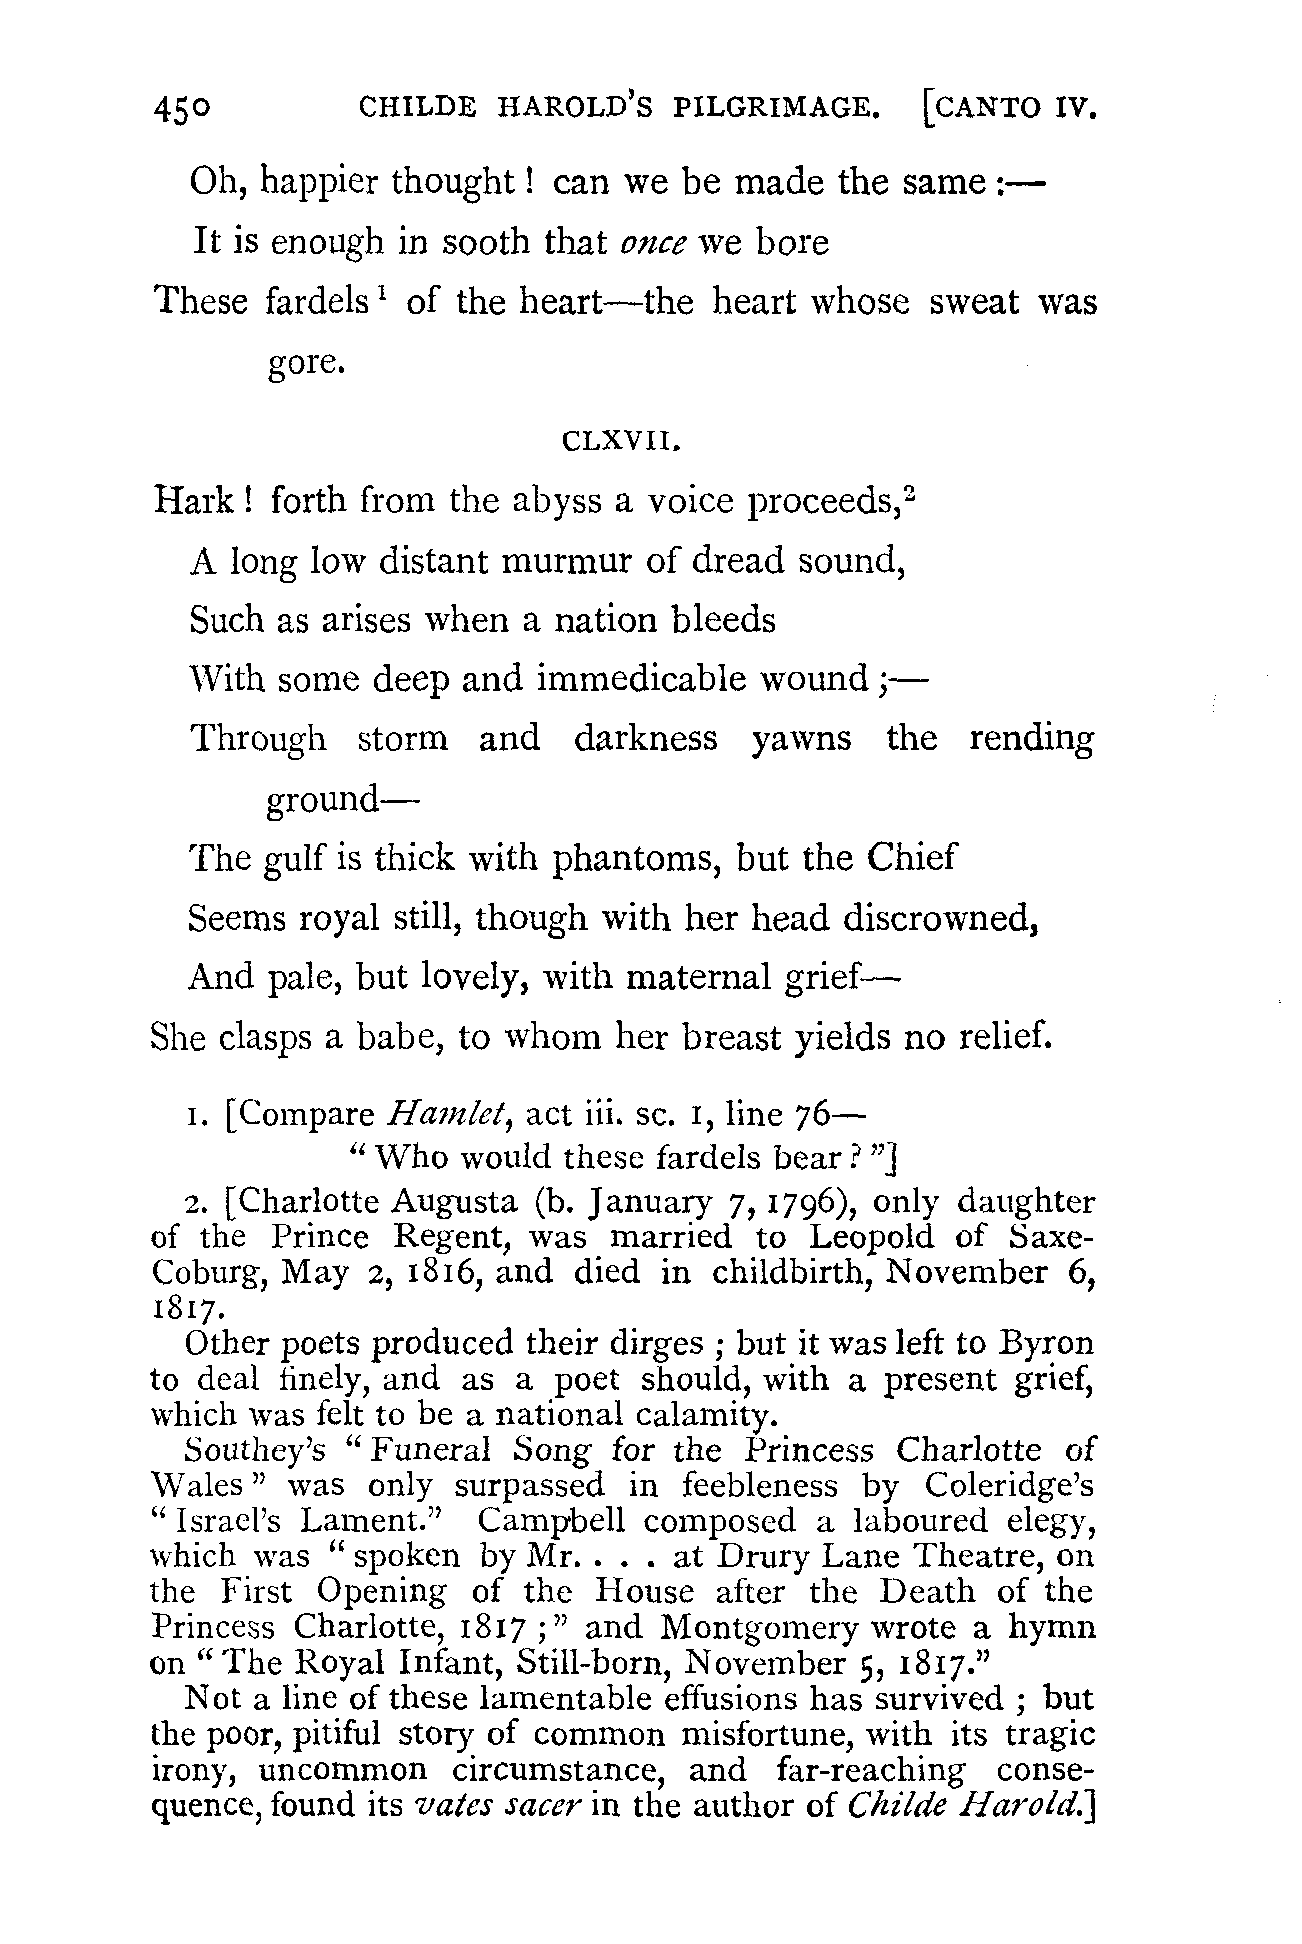 450 CHILDE HAROLD'S PILGRIMAGE. [CANTO IV.
Oh, happier thought! can we be made the same:—
It is enough in sooth that once we bore
These fardels¹ of the heart—the heart whose sweat was
gore.
CLXVII.
Hark! forth from the abyss a voice proceeds,²
A long low distant murmur of dread sound,
Such as arises when a nation bleeds
With some deep and immedicable wound;—
Through storm and darkness yawns the rending
ground—
The gulf is thick with phantoms, but the Chief
Seems royal still, though with her head discrowned,
And pale, but lovely, with maternal grief—
She clasps a babe, to whom her breast yields no relief.
1. [Compare Hamlet, act iii. sc. 1, line 76—
"Who would these fardels bear?"]
2. [Charlotte Augusta (b. January 7, 1796), only daughter
of the Prince Regent, was married to Leopold of Saxe-
Coburg, May 2, 1816, and died in childbirth, November 6,
1817.
Other poets produced their dirges; but it was left to Byron
to deal finely, and as a poet should, with a present grief,
which was felt to be a national calamity.
Southey's "Funeral Song for the Princess Charlotte of
Wales" was only surpassed in feebleness by Coleridge's
"Israel's Lament." Campbell composed a laboured elegy,
which was "spoken by Mr. . . . at Drury Lane Theatre, on
the First Opening of the House after the Death of the
Princess Charlotte, 1817;" and Montgomery wrote a hymn
on "The Royal Infant, Still-born, November 5, 1817."
Not a line of these lamentable effusions has survived; but
the poor, pitiful story of common misfortune, with its tragic
irony, uncommon circumstance, and far-reaching conse-
quence, found its vates sacer in the author of Childe Harold.]